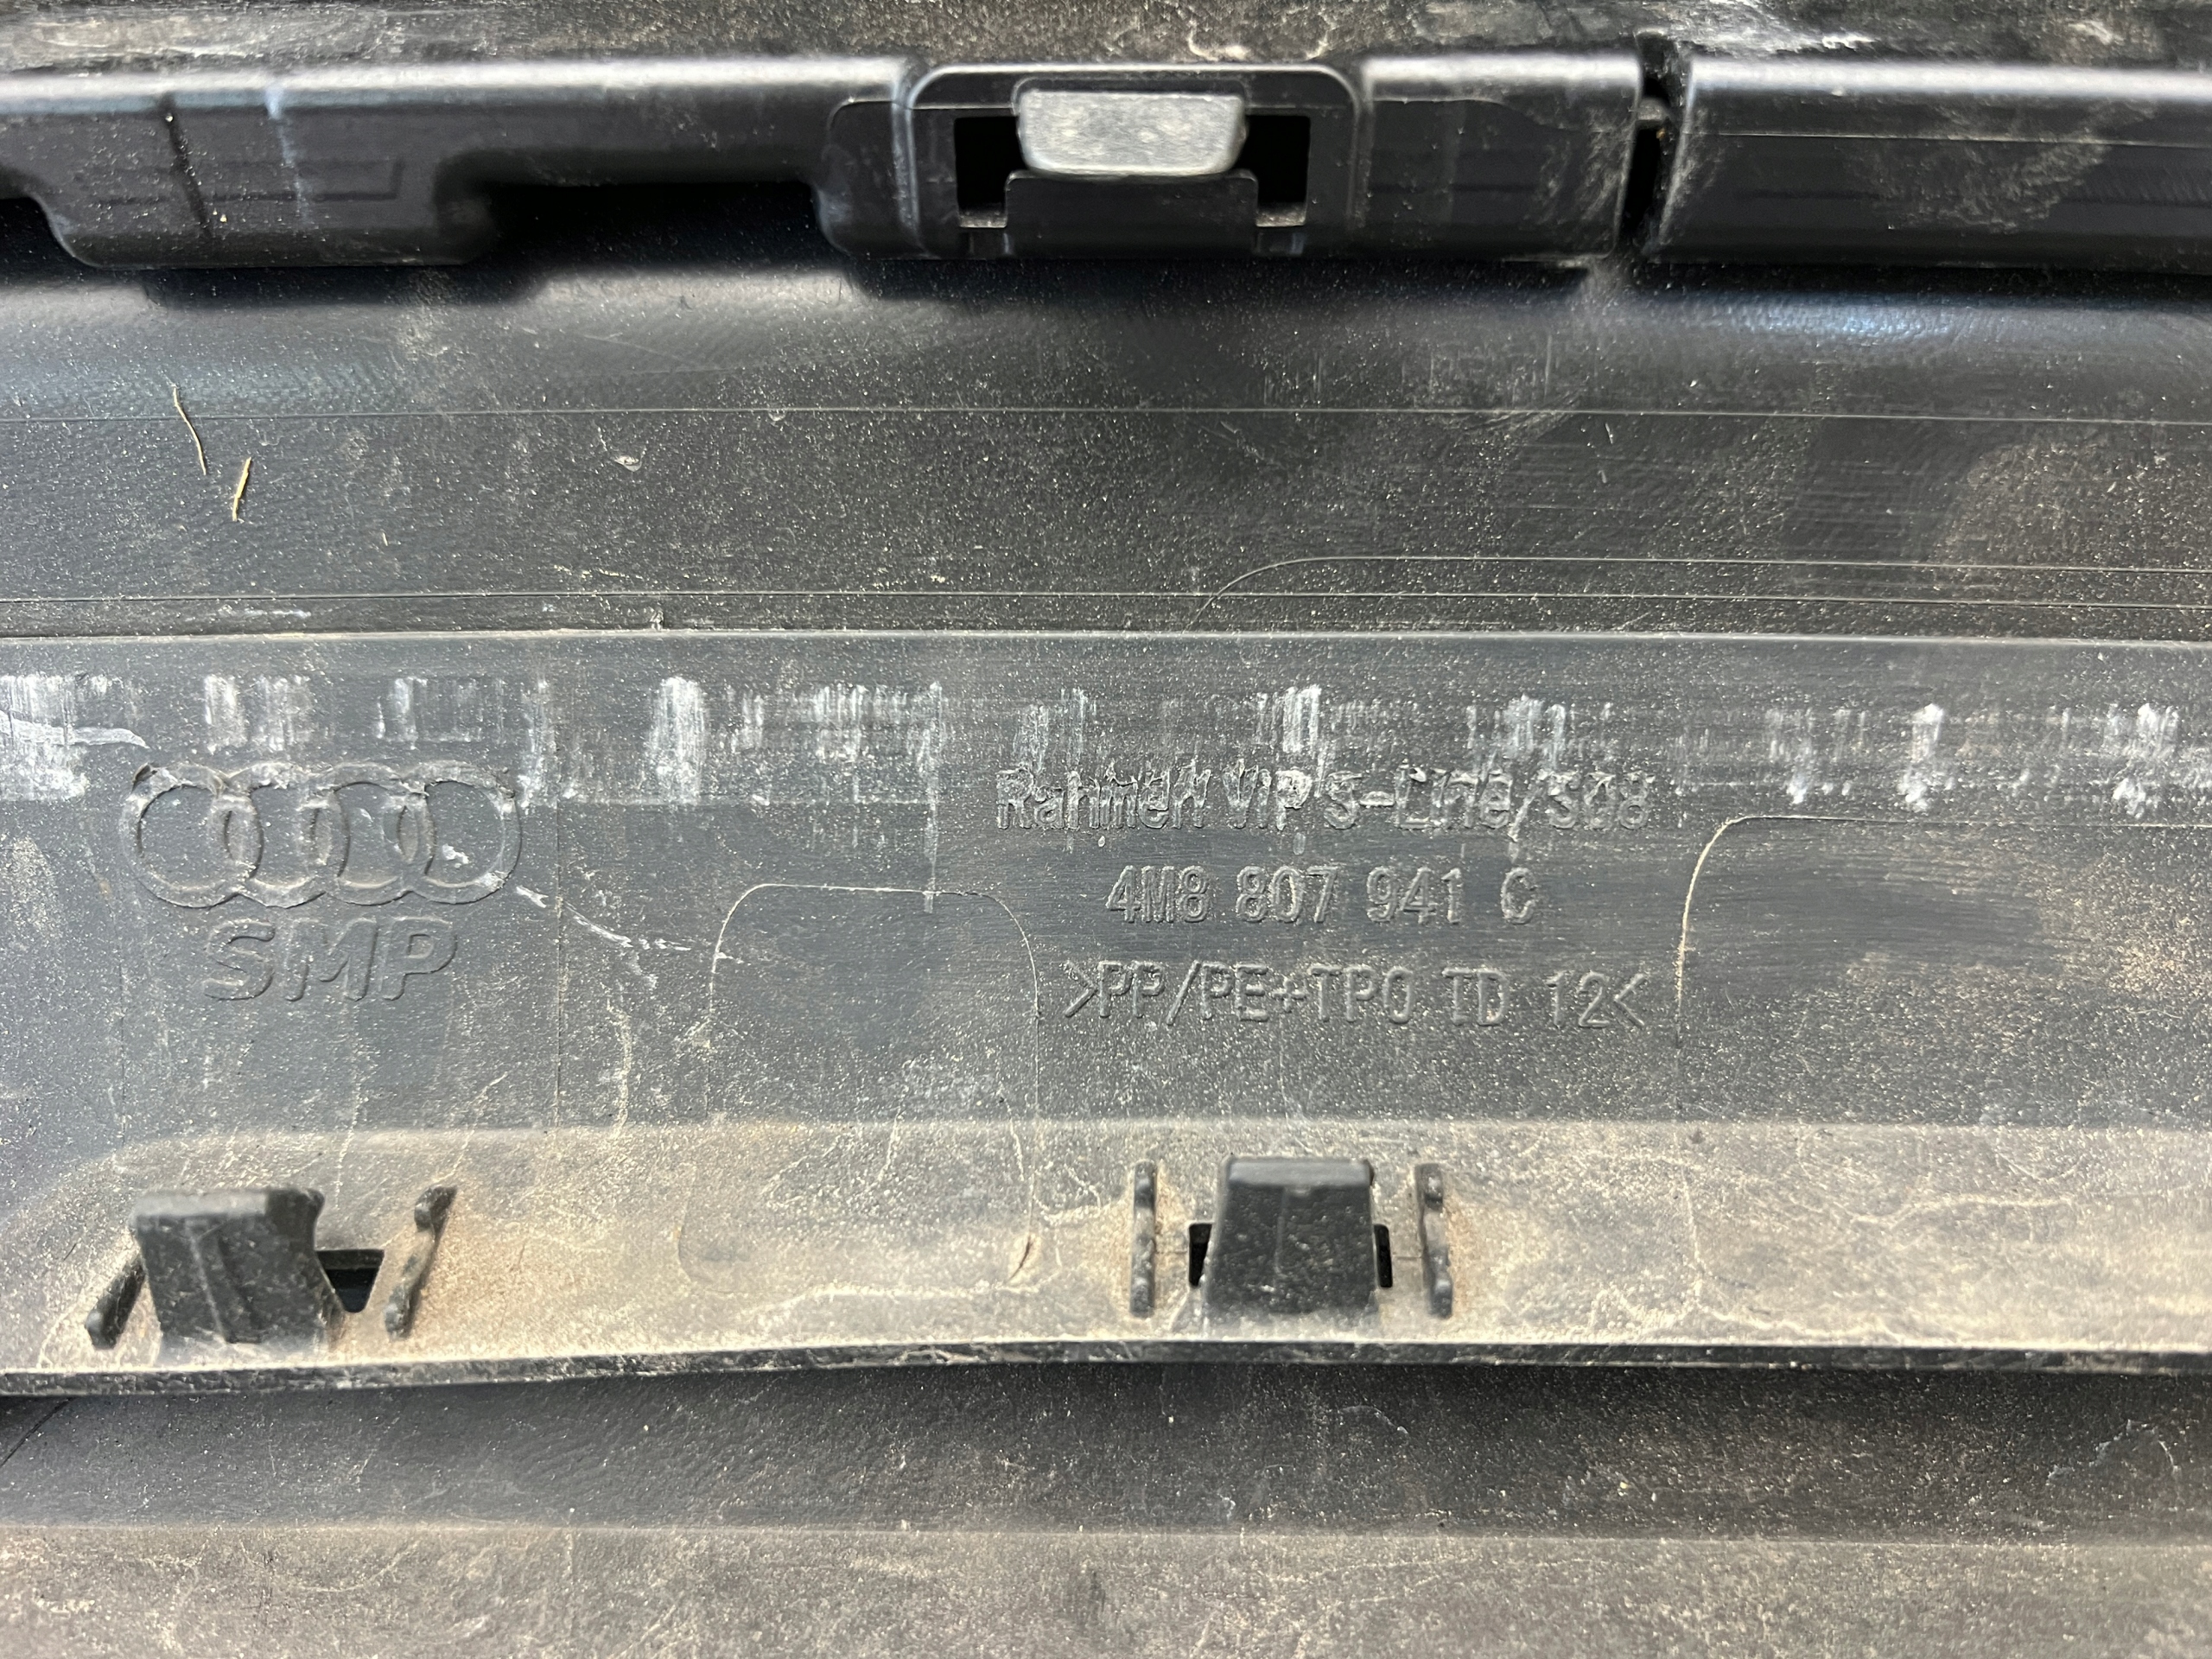 SMP
Rahmen VIP S-Line/SQ8
4M8 807 941 C
>PP/PE+TPO TD 12<